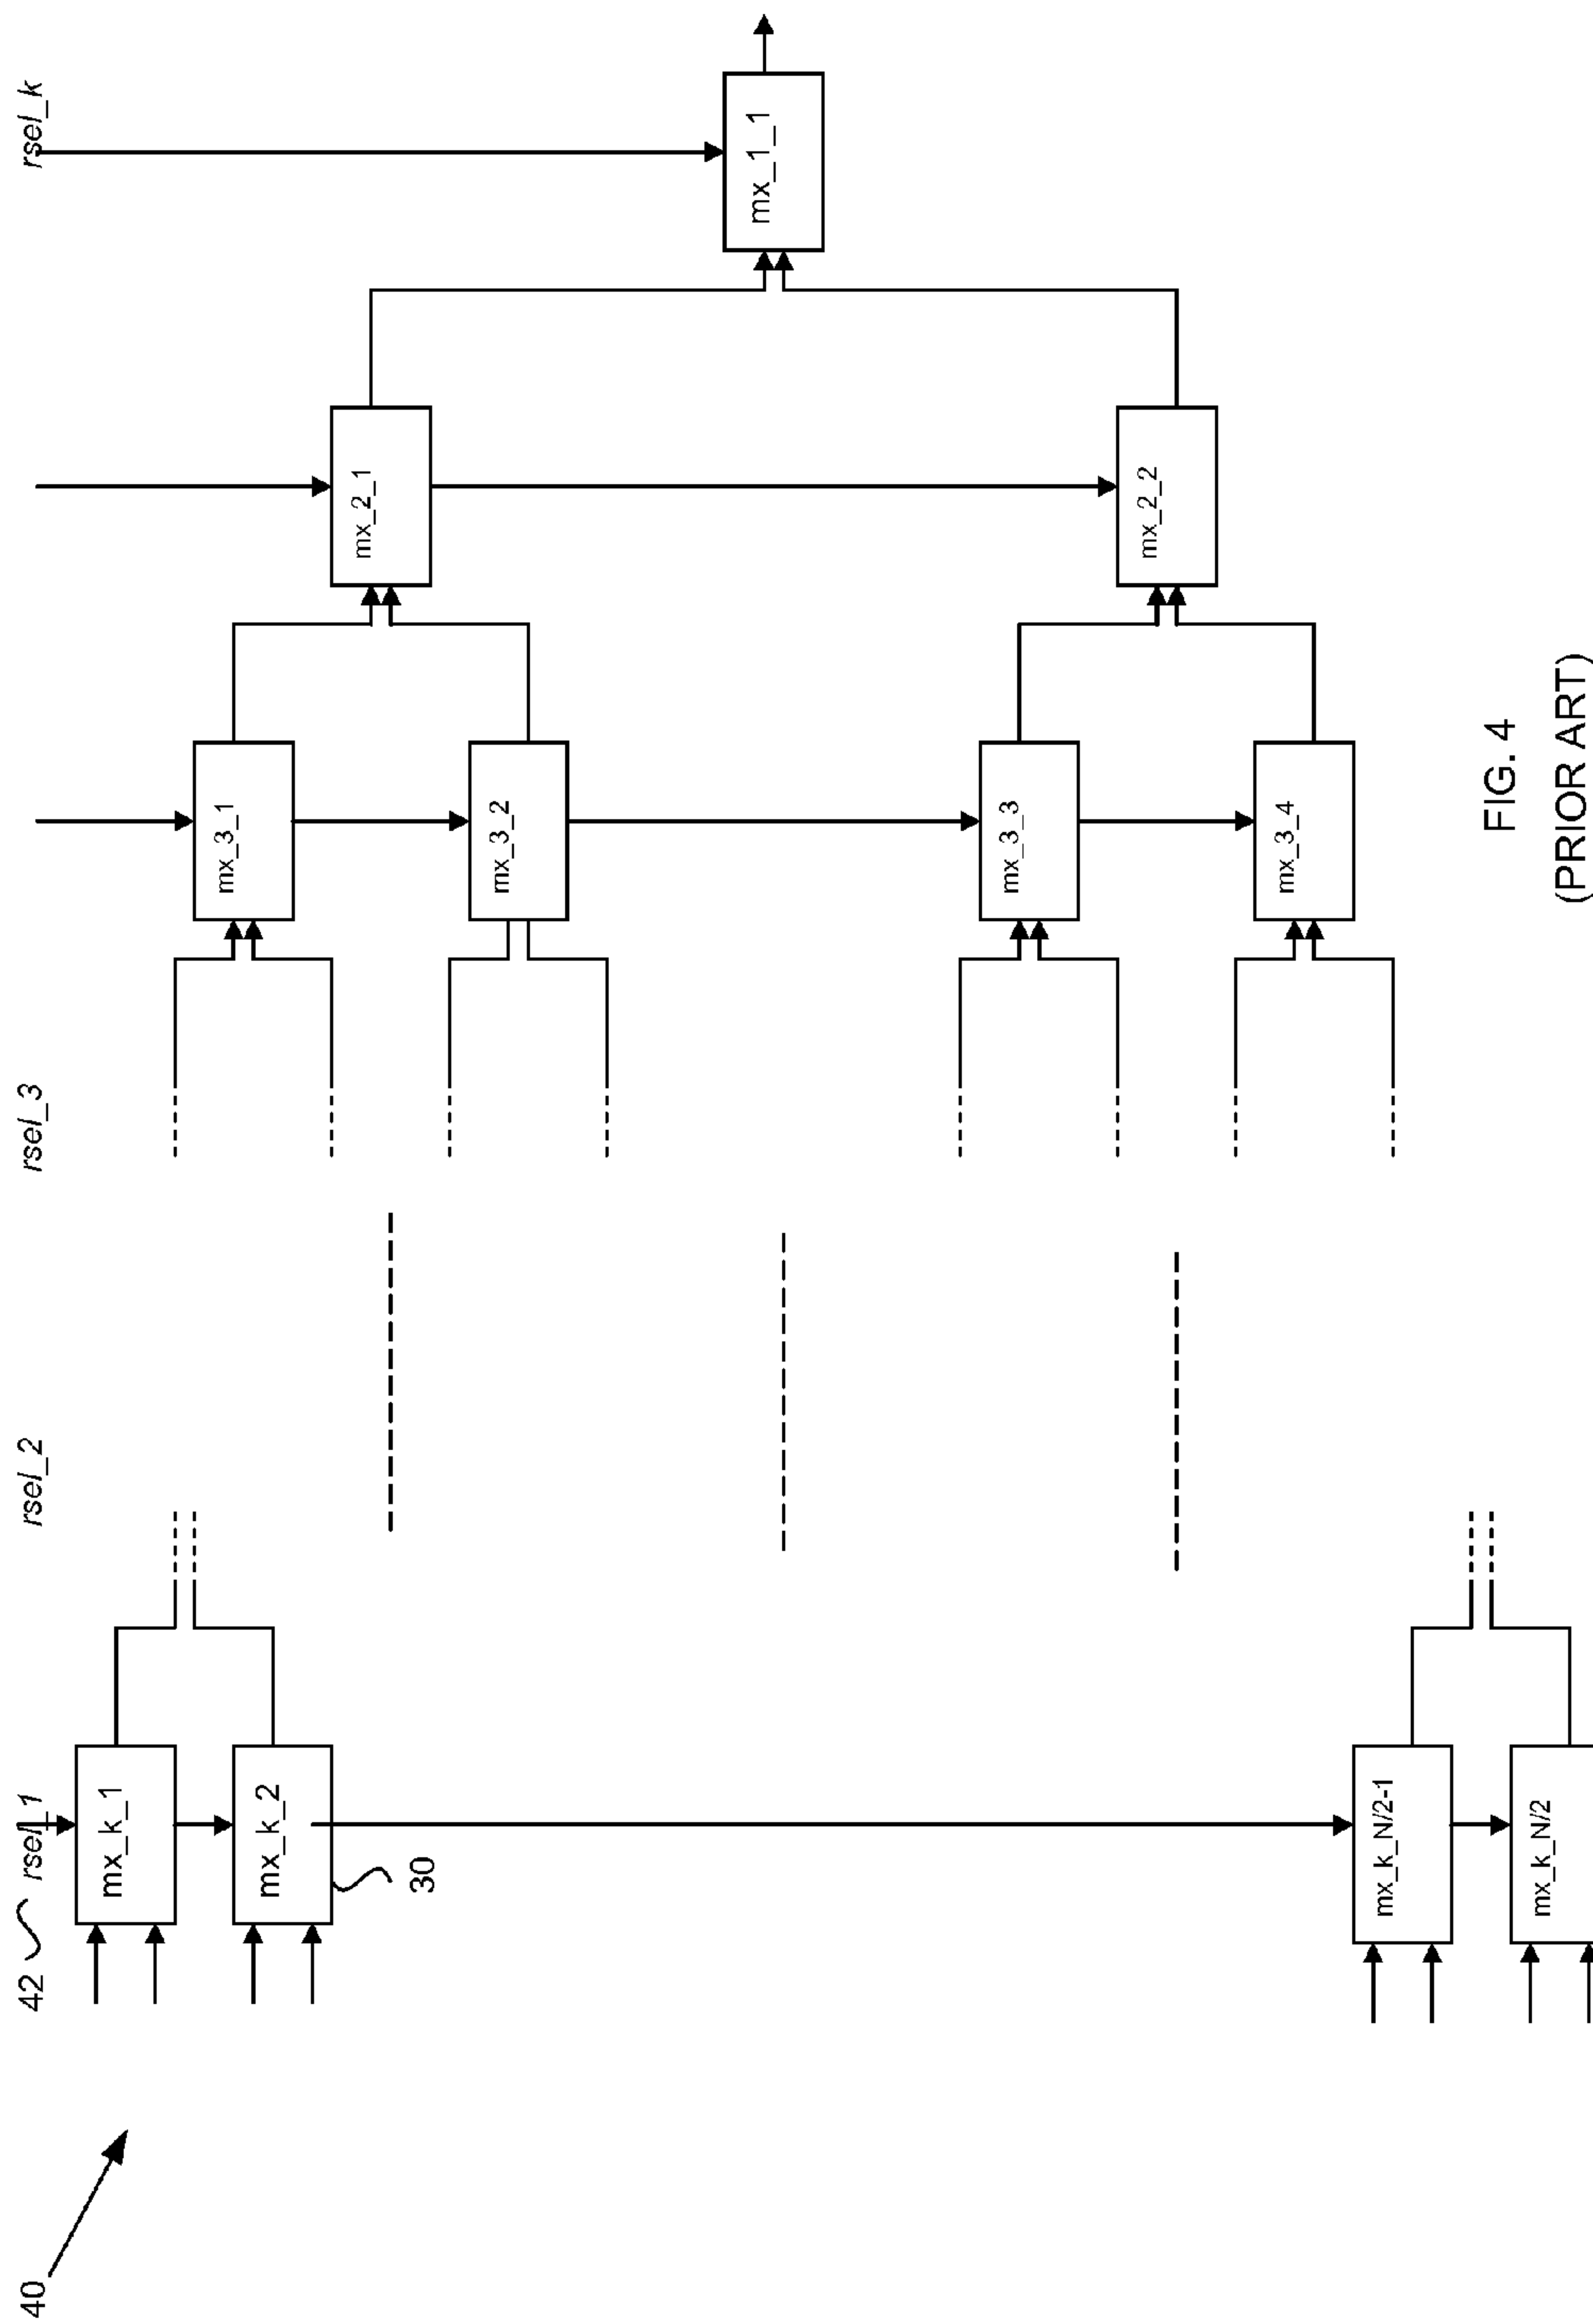 40
42
rsel_1
rsel_2
rsel_3
rsel_k
mx_k_1
mx_k_2
30
mx_k_N/2-1
mx_k_N/2
mx_3_1
mx_3_2
mx_3_3
mx_3_4
mx_2_1
mx_2_2
mx_1_1
FIG. 4
(PRIOR ART)